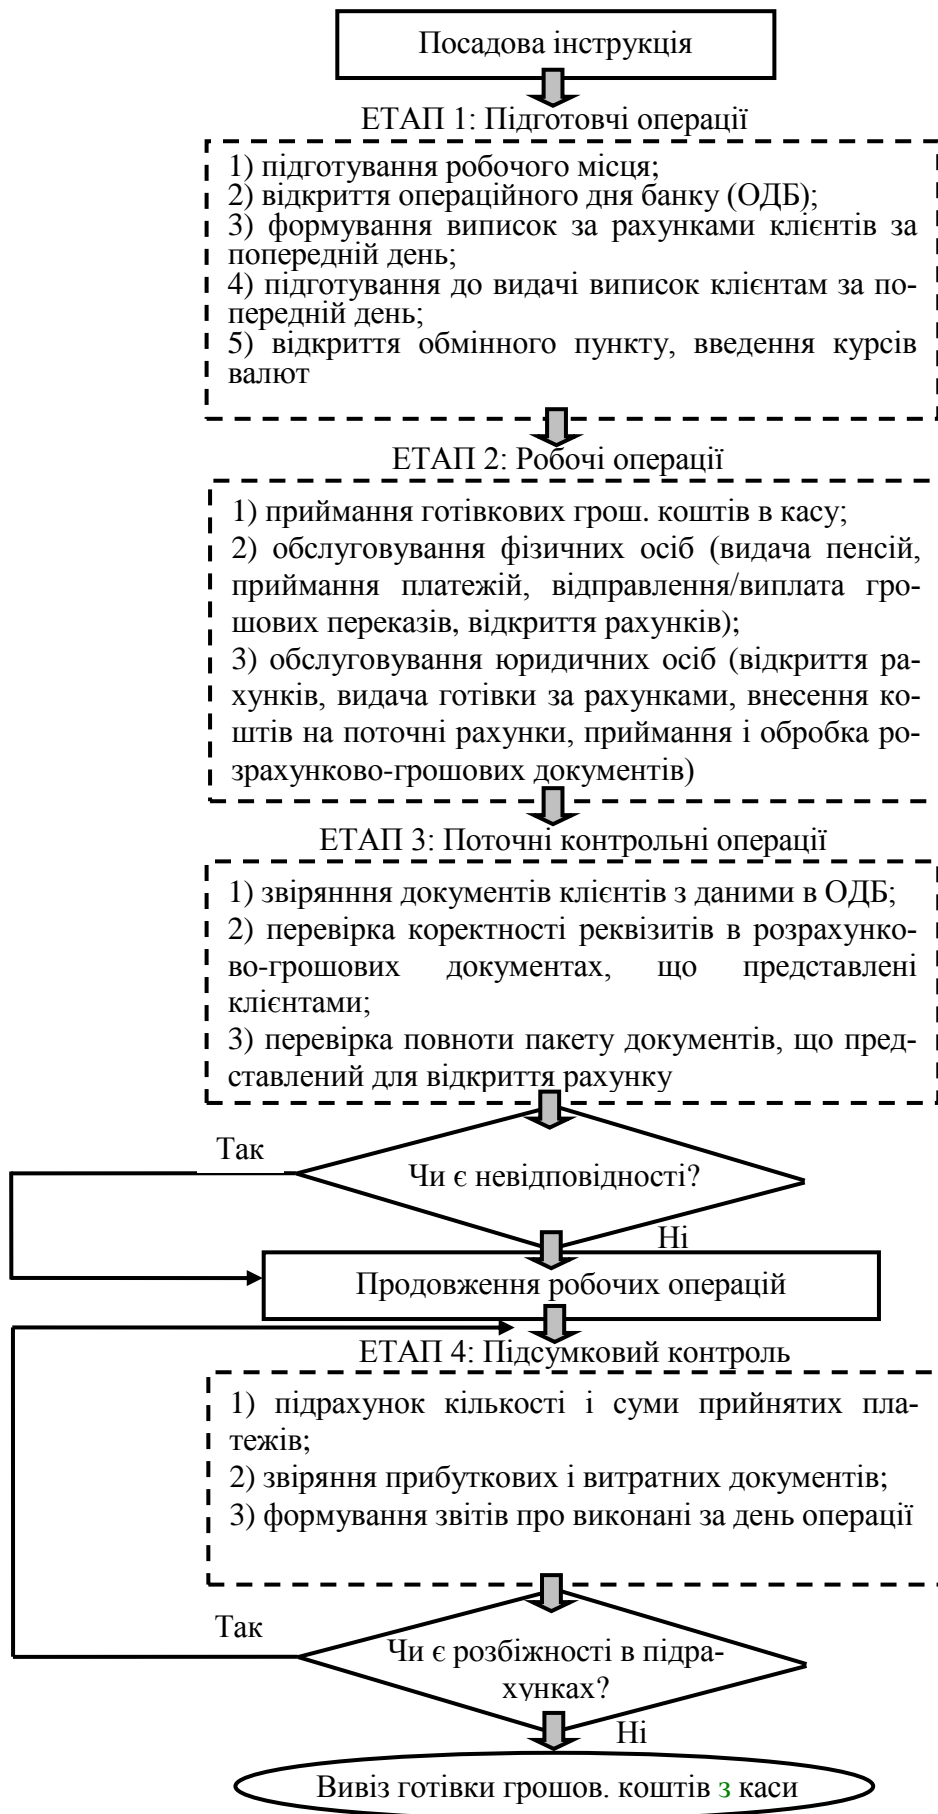 Посадова інструкція
ЕТАП 1: Підготовчі операції
1) підготування робочого місця;
2) відкриття операційного дня банку (ОДБ);
3) формування виписок за рахунками клієнтів за
попередній день;
4) підготування до видачі виписок клієнтам за по-
передній день;
5) відкриття обмінного пункту, введення курсів
валют
ЕТАП 2: Робочі операції
1) приймання готівкових грош. коштів в касу;
2) обслуговування фізичних осіб (видача пенсій,
приймання платежій, відправлення/виплата гро-
шових переказів, відкриття рахунків);
3) обслуговування юридичних осіб (відкриття ра-
хунків, видача готівки за рахунками, внесення ко-
штів на поточні рахунки, приймання і обробка ро-
зрахунково-грошових документів)
ЕТАП 3: Поточні контрольні операції
1) звірянння документів клієнтів з даними в ОДБ;
2) перевірка коректності реквізитів в розрахунко-
во-грошових документах, що представлені
клієнтами;
3) перевірка повноти пакету документів, що пред-
ставлений для відкриття рахунку
Так
Чи є невідповідності?
Ні
Продовження робочих операцій
ЕТАП 4: Підсумковий контроль
1) підрахунок кількості і суми прийнятих пла-
тежів;
2) звіряння прибуткових і витратних документів;
3) формування звітів про виконані за день операції
Так
Чи є розбіжності в підра-
хунках?
Ні
Вивіз готівки грошов. коштів з каси